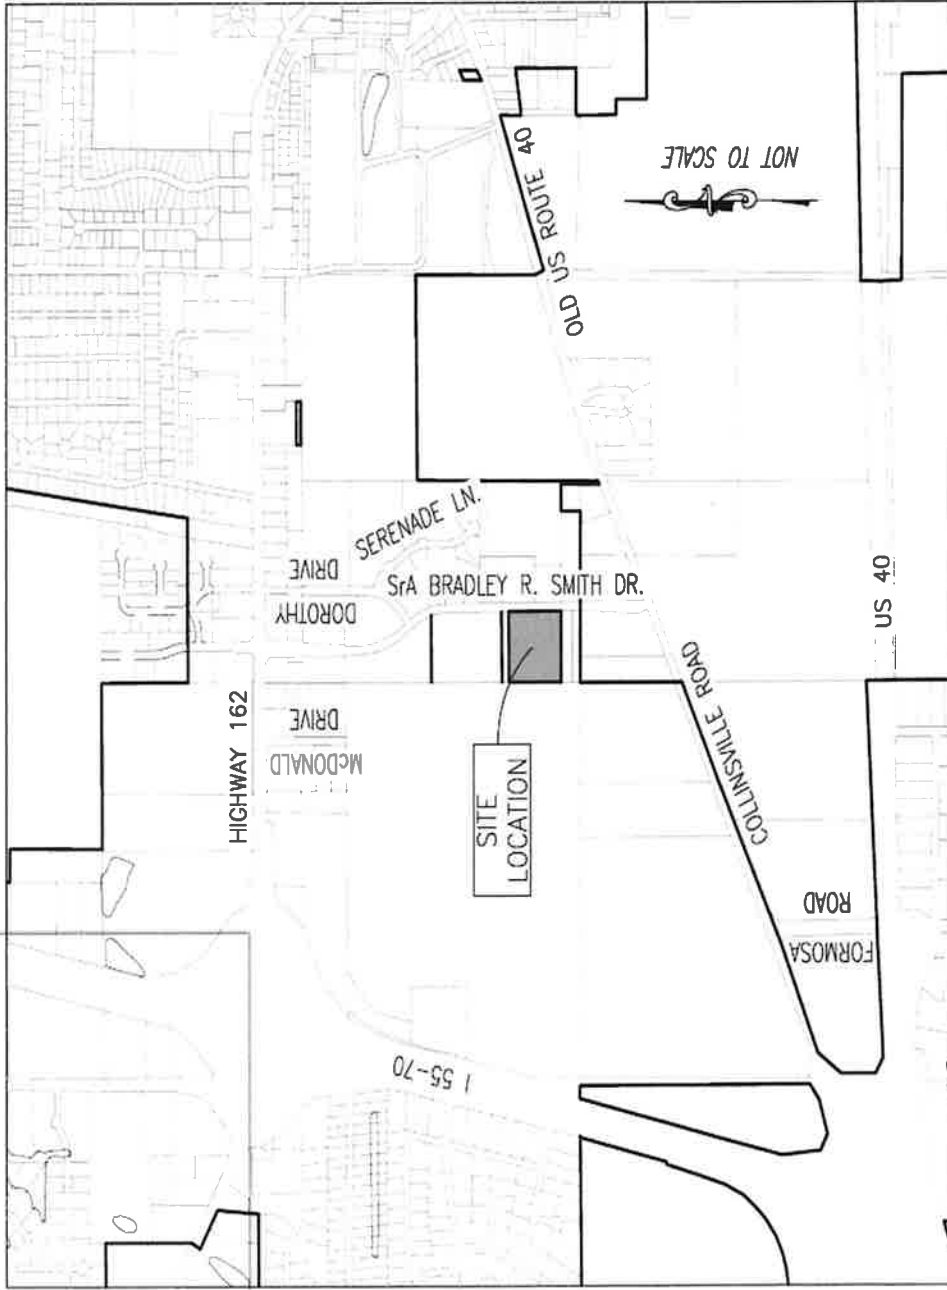 HIGHWAY 162
McDONALD
DRIVE
DOROTHY
DRIVE
SERENADE LN.
SrA BRADLEY R. SMITH DR.
SITE
LOCATION
OLD US ROUTE 40
NOT TO SCALE
N
COLLINSVILLE ROAD
US 40
FORMOSA
ROAD
I 55-70